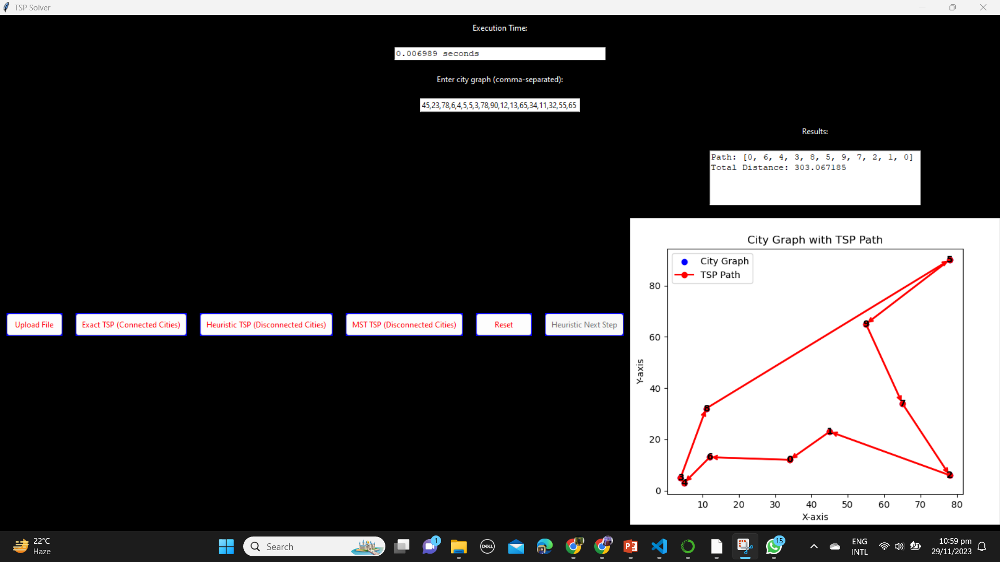 TSP Solver
Execution Time:
0.006989 seconds
Enter city graph (comma-separated):
45,23,78,6,4,5,5,3,78,90,12,13,65,34,11,32,55,65
Results:
Path: [0, 6, 4, 3, 8, 5, 9, 7, 2, 1, 0]
Total Distance: 303.067185
Upload File
Exact TSP (Connected Cities)
Heuristic TSP (Disconnected Cities)
MST TSP (Disconnected Cities)
Reset
Heuristic Next Step
City Graph with TSP Path
City Graph
TSP Path
5
9
7
8
1
6
0
3
4
2
80
60
40
20
0
Y-axis
10 20 30 40 50 60 70 80
X-axis
22°C
Haze
Search
1
DELL
15
ENG
INTL
10:59 pm
29/11/2023